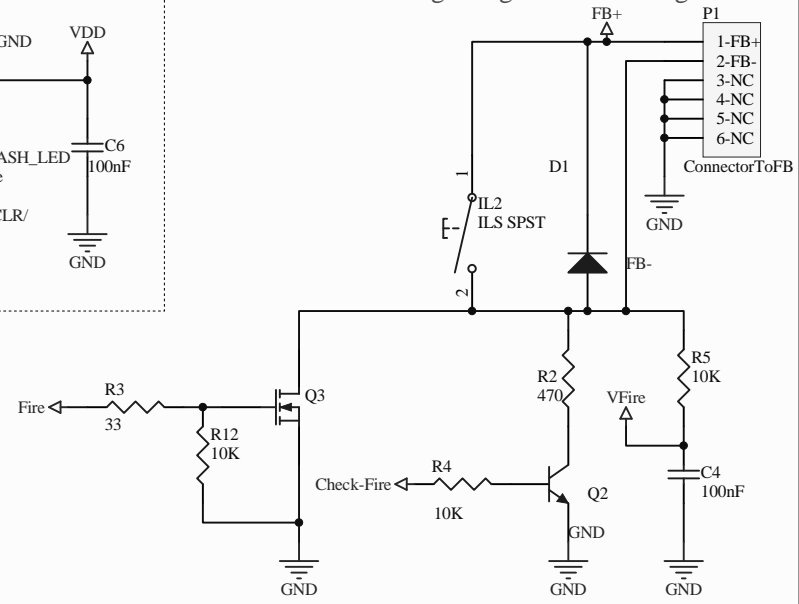 FB+
P1
GND
VDD
1-FB+
2-FB-
3-NC
4-NC
5-NC
6-NC
C6
100nF
ASH_LED
CLR/
GND
1
IL2
ILS SPST
2
D1
FB-
ConnectorToFB
GND
R3
33
Fire
R12
10K
Q3
GND
R2
470
R5
10K
VFire
R4
10K
Check-Fire
Q2
GND
GND
C4
100nF
GND